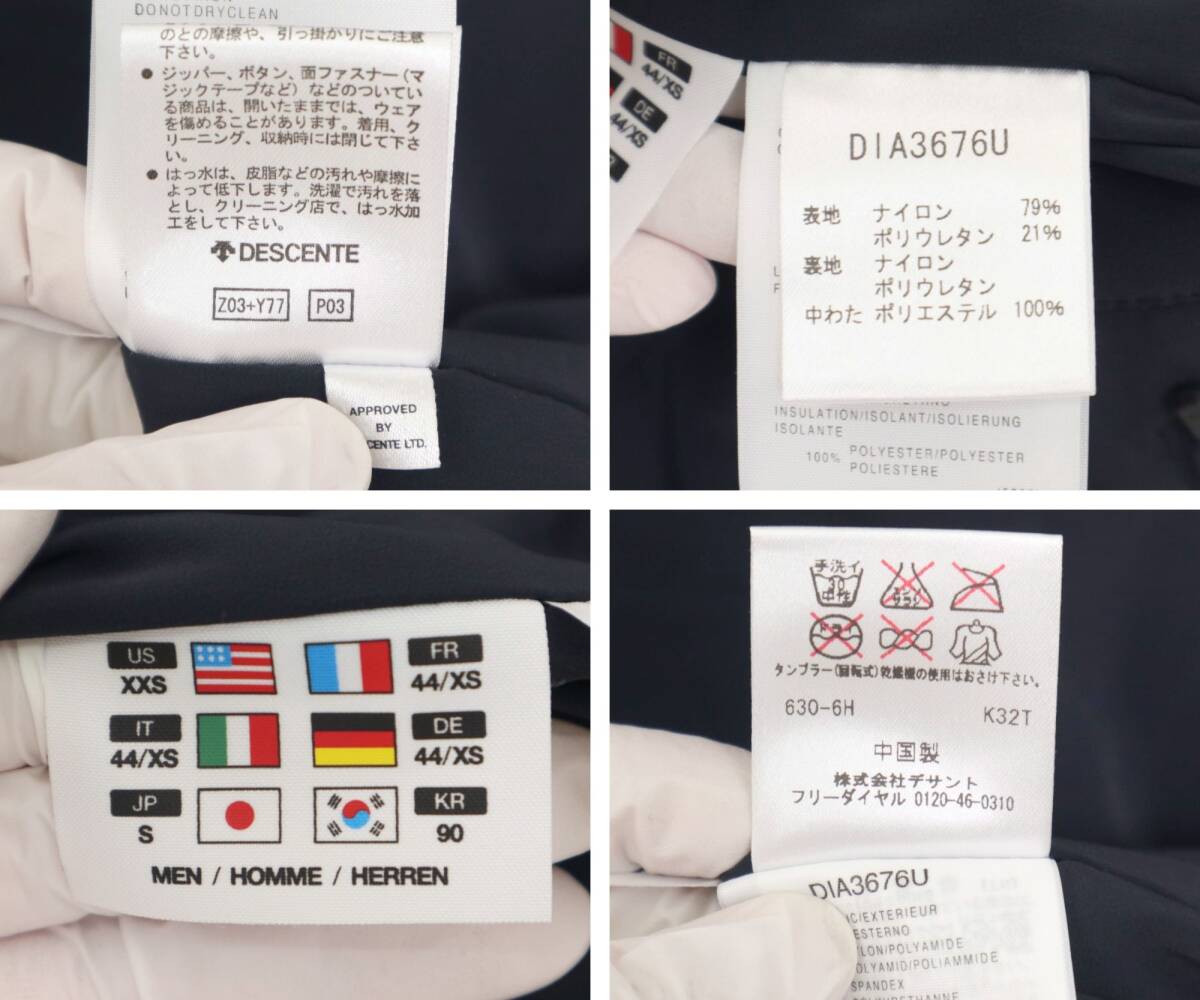 DONOTDRYCLEAN
のとの摩擦や、引っ掛かりにご注意
下さい。
● ジッパー、ボタン、面ファスナー(マ
ジックテープなど)などのついてい
る商品は、開いたままでは、ウェア
を傷めることがあります。着用、ク
リーニング、収納時には閉じて下さ
い。
● はっ水は、皮脂などの汚れや摩擦に
よって低下します。洗濯で汚れを落
とし、クリーニング店で、はっ水加
工をして下さい。
DESCENTE
Z03+Y77 P03
APPROVED
BY
CENTE LTD.
FR
44/XS
DE
44/XS
DIA3676U
表地 ナイロン 79%
ポリウレタン 21%
裏地 ナイロン
ポリウレタン
中わた ポリエステル 100%
INSULATION/ISOLANT/ISOLIERUNG
ISOLANTE
100% POLYESTER/POLYESTER
POLIESTERE
US
XXS
FR
44/XS
IT
44/XS
DE
44/XS
JP
S
KR
90
MEN / HOMME / HERREN
手洗イ
30
中性
タンブラー(回転式)乾燥機の使用はおさけ下さい。
630-6H K32T
中国製
株式会社デサント
フリーダイヤル 0120-46-0310
DIA3676U
IC/EXTERIEUR
ESTERNO
LON/POLYAMIDE
OLYAMID/POLIAMMIDE
SPANDEX